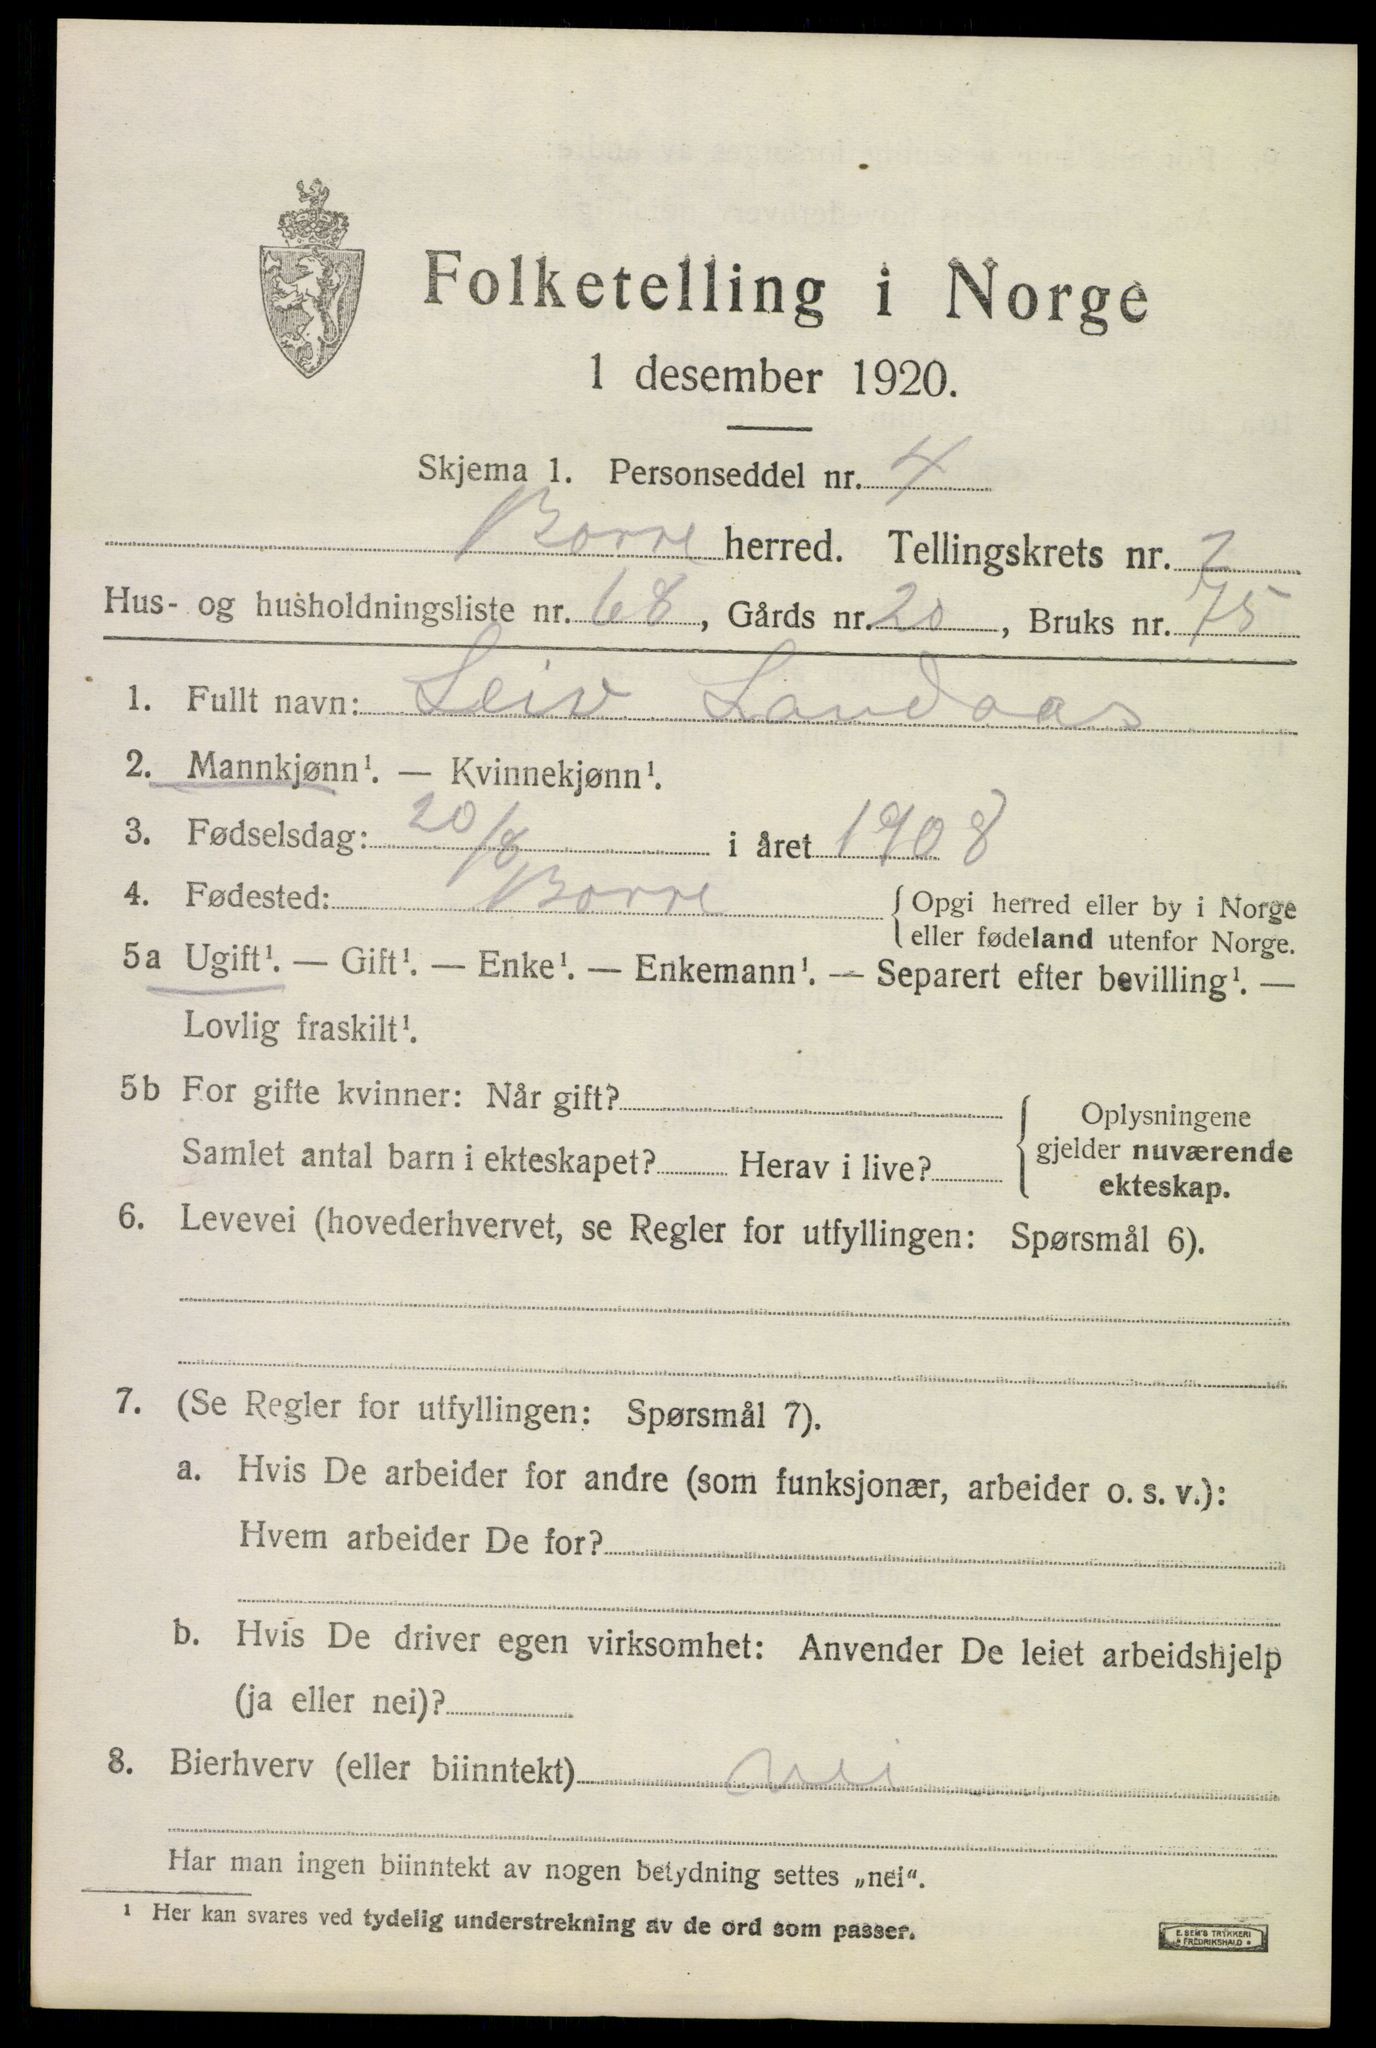 Folketelling i Norge
1 desember 1920.
Skjema 1. Personseddel nr. 4
Borre herred. Tellingskrets nr. 2
Hus- og husholdningsliste nr. 68, Gårds nr. 20, Bruks nr. 75
1. Fullt navn: Leiv Landaas
2. Mannkjønn¹. — Kvinnekjønn¹.
3. Fødselsdag: 20/8 i året 1908
4. Fødested: Borre { Opgi herred eller by i Norge
eller fødeland utenfor Norge.
5a Ugift¹. — Gift¹. — Enke¹. — Enkemann¹. — Separert efter bevilling¹. —
Lovlig fraskilt¹.
5b For gifte kvinner: Når gift?
Samlet antal barn i ekteskapet? Herav i live?
{ Oplysningene
gjelder nuværende
ekteskap.
6. Levevei (hovederhvervet, se Regler for utfyllingen: Spørsmål 6).
7. (Se Regler for utfyllingen: Spørsmål 7).
a. Hvis De arbeider for andre (som funksjonær, arbeider o. s. v.):
Hvem arbeider De for?
b. Hvis De driver egen virksomhet: Anvender De leiet arbeidshjelp
(ja eller nei)?
8. Bierhverv (eller biinntekt) nei
Har man ingen biinntekt av nogen betydning settes „nei“.
¹ Her kan svares ved tydelig understrekning av de ord som passer.
E. SEM'S TRYKKERI
FREDRIKSHALD